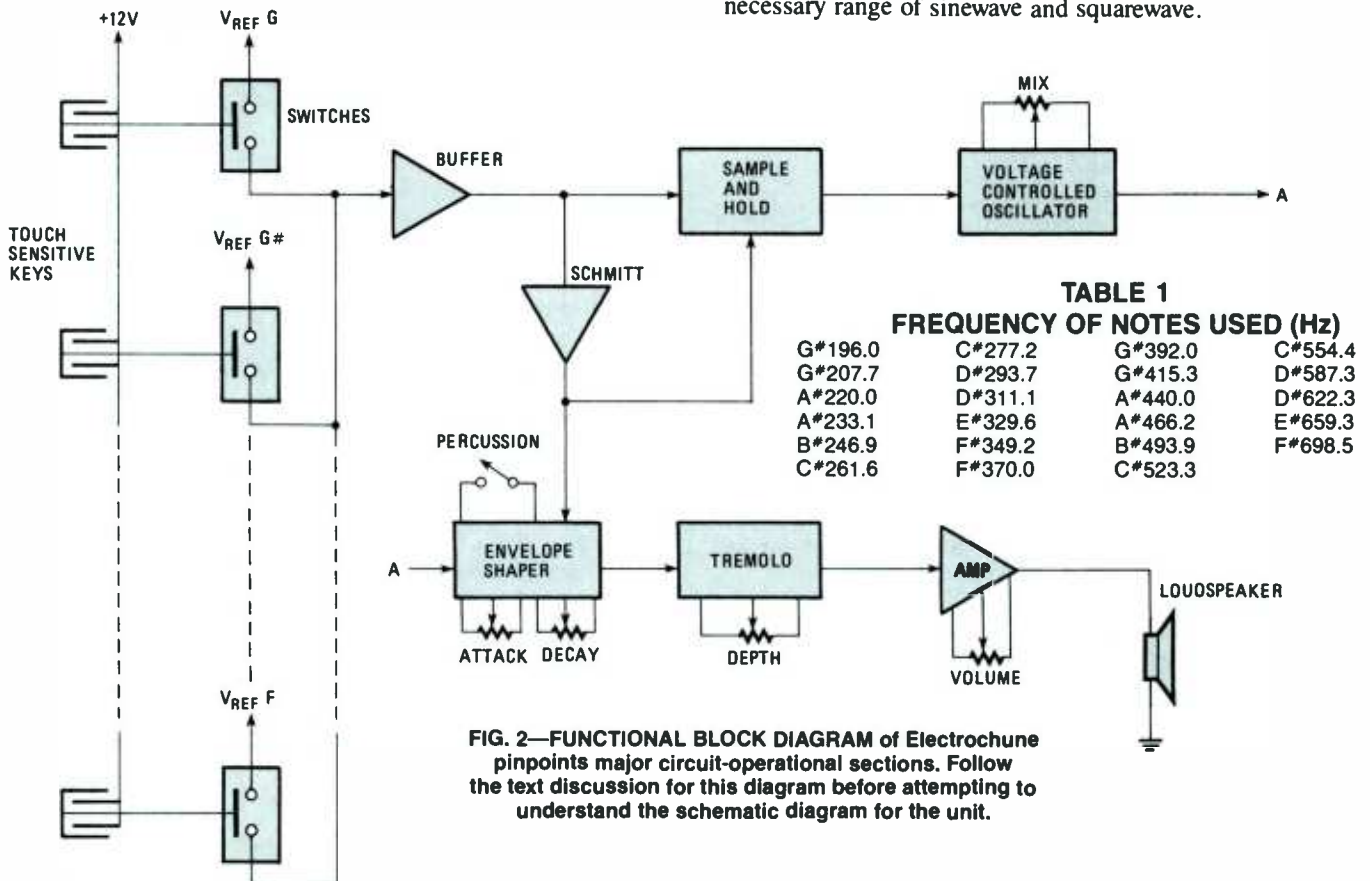 necessary range of sinewave and squarewave.
+12V
VREF G
SWITCHES
BUFFER
SAMPLE
AND
HOLD
MIX
VOLTAGE
CONTROLLED
OSCILLATOR
A
TOUCH
SENSITIVE
KEYS
VREF G#
SCHMITT
TABLE 1
FREQUENCY OF NOTES USED (Hz)
G#196.0 C#277.2 G#392.0 C#554.4
G#207.7 D#293.7 G#415.3 D#587.3
A#220.0 D#311.1 A#440.0 D#622.3
A#233.1 E#329.6 A#466.2 E#659.3
B#246.9 F#349.2 B#493.9 F#698.5
C#261.6 F#370.0 C#523.3
PERCUSSION
A
ENVELOPE
SHAPER
TREMOLO
AMP
LOUDSPEAKER
ATTACK DECAY
DEPTH
VOLUME
VREF F
FIG. 2—FUNCTIONAL BLOCK DIAGRAM of Electrochune
pinpoints major circuit-operational sections. Follow
the text discussion for this diagram before attempting to
understand the schematic diagram for the unit.